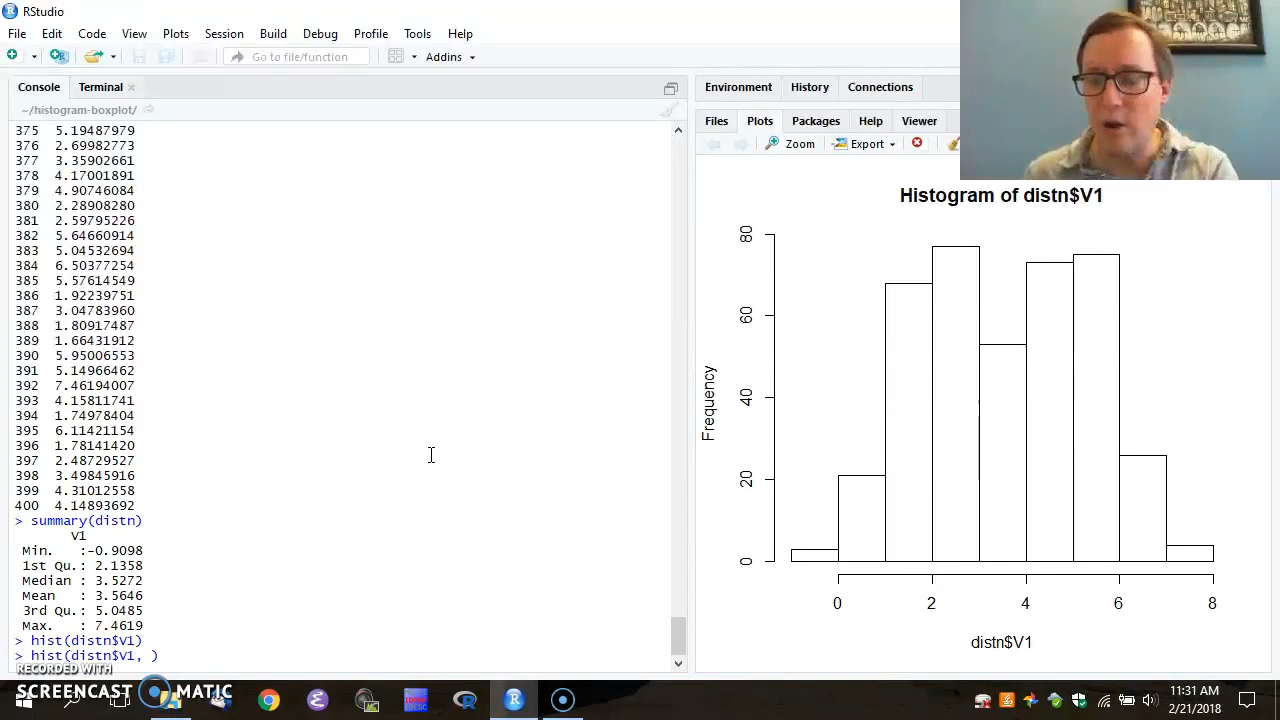 RStudio
File Edit Code View Plots Session Build Debug Profile Tools Help
Go to file/function Addins
Console Terminal
~/histogram-boxplot/
375 5.19487979
376 2.69982773
377 3.35902661
378 4.17001891
379 4.90746084
380 2.28908280
381 2.59795226
382 5.64660914
383 5.04532694
384 6.50377254
385 5.57614549
386 1.92239751
387 3.04783960
388 1.80917487
389 1.66431912
390 5.95006553
391 5.14966462
392 7.46194007
393 4.15811741
394 1.74978404
395 6.11421154
396 1.78141420
397 2.48729527
398 3.49845916
399 4.31012558
400 4.14893692
> summary(distn)
V1
Min. :-0.9098
1st Qu.: 2.1358
Median : 3.5272
Mean : 3.5646
3rd Qu.: 5.0485
Max. : 7.4619
> hist(distn$V1)
> hist(distn$V1, )
Environment History Connections
Files Plots Packages Help Viewer
Zoom Export
Histogram of distn$V1
80
60
40
20
0
Frequency
0 2 4 6 8
distn$V1
RECORDED WITH
SCREENCAST MATIC
11:31 AM
2/21/2018